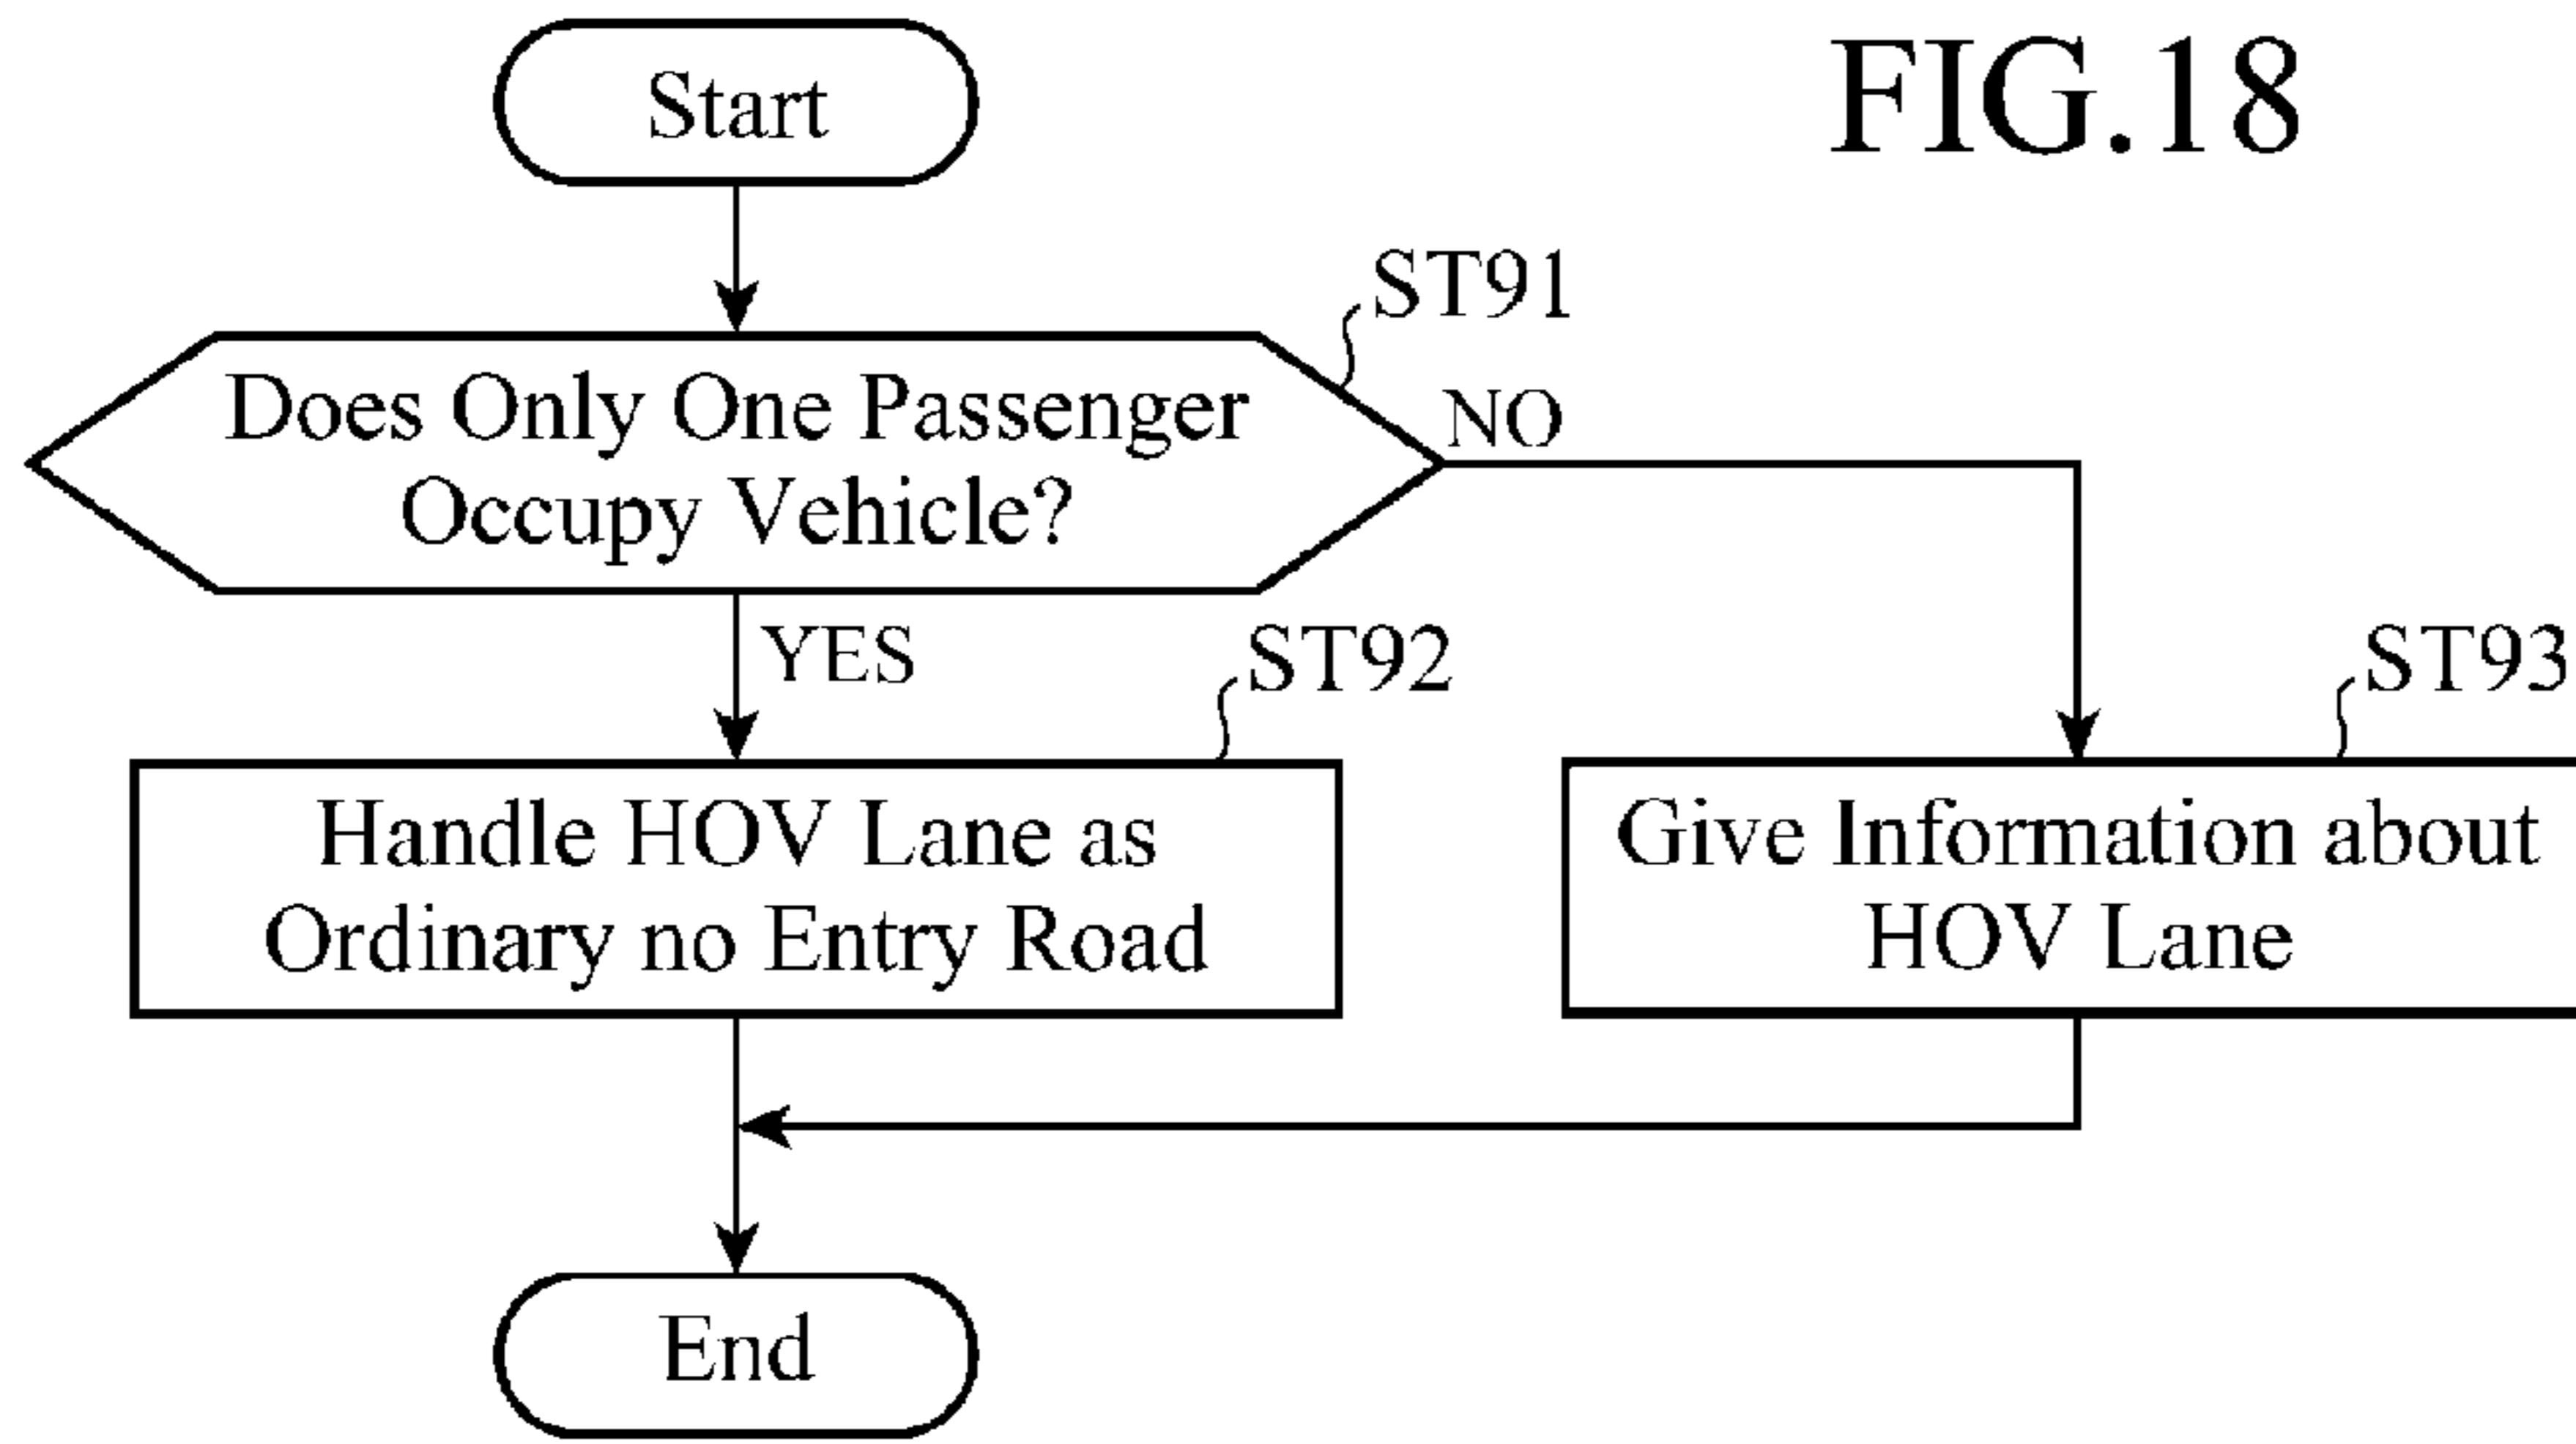 FIG.18
Start
ST91
Does Only One Passenger
Occupy Vehicle?
NO
YES
ST92
ST93
Handle HOV Lane as
Ordinary no Entry Road
Give Information about
HOV Lane
End